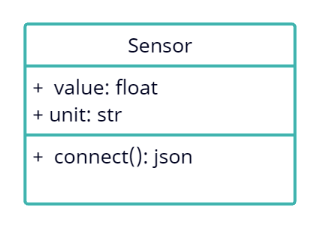 Sensor
+ value: float
+ unit: str
+ connect(): json